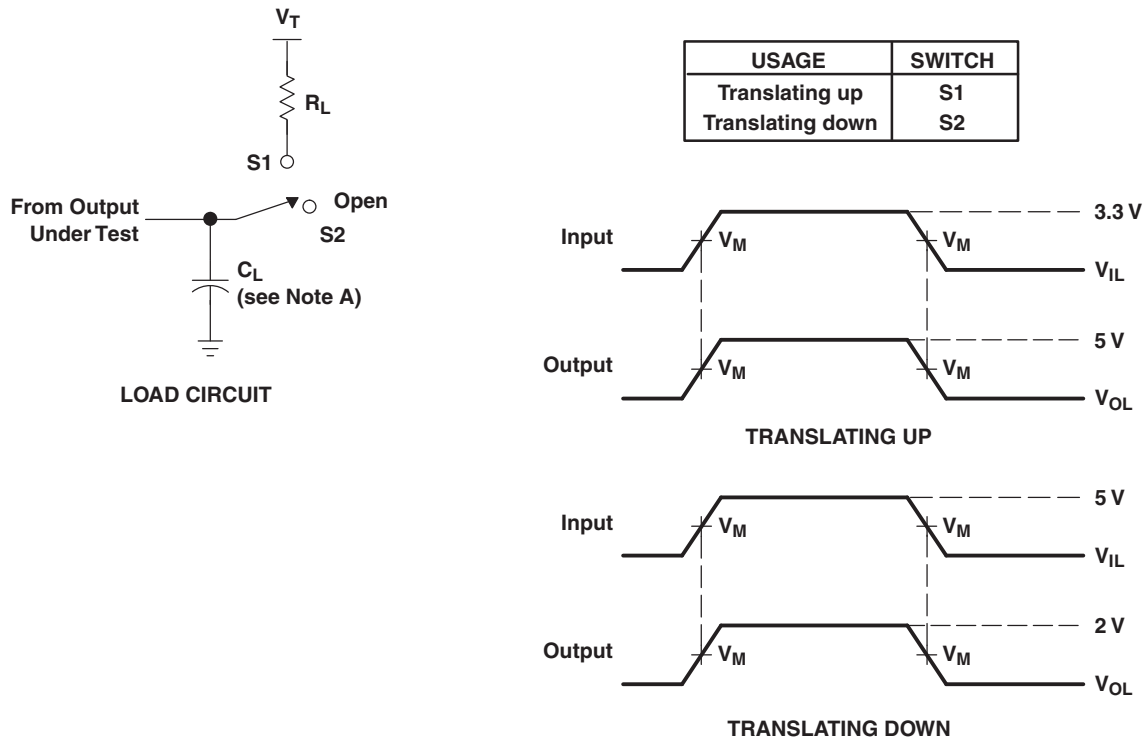 V_T
R_L
S1
From Output
Under Test
Open
S2
C_L
(see Note A)
LOAD CIRCUIT
USAGE SWITCH
Translating up S1
Translating down S2
Input V_M V_M 3.3 V
V_IL
Output V_M V_M 5 V
V_OL
TRANSLATING UP
Input V_M V_M 5 V
V_IL
Output V_M V_M 2 V
V_OL
TRANSLATING DOWN